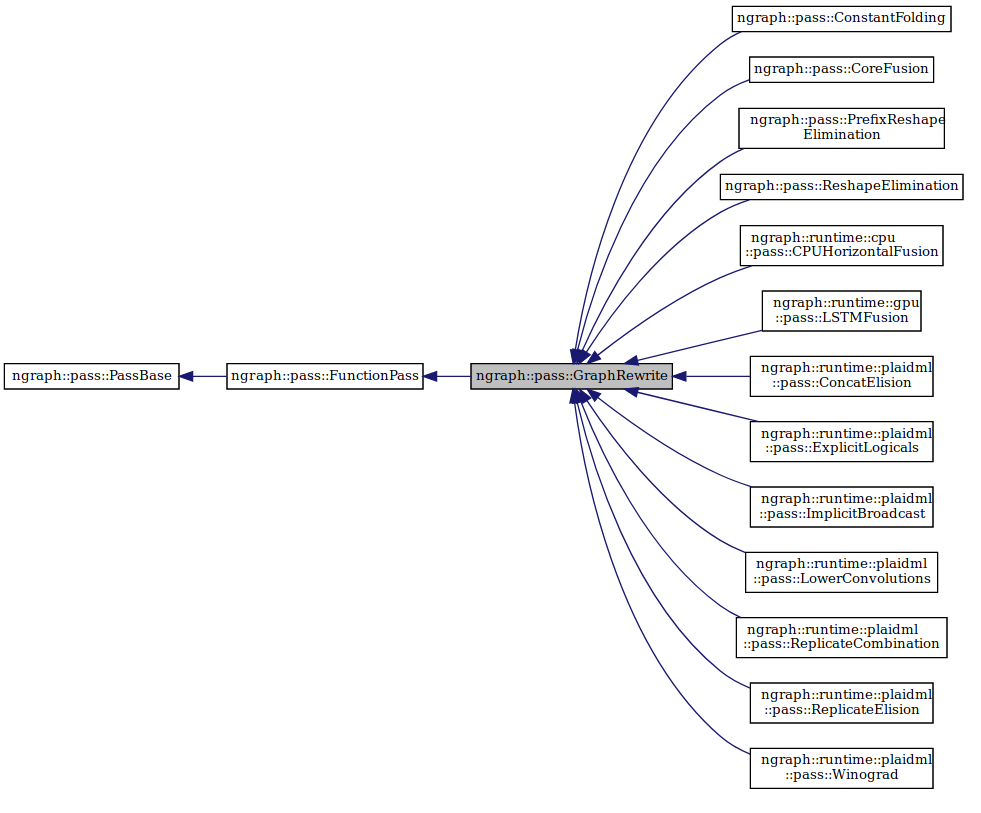 ngraph::pass::ConstantFolding
ngraph::pass::CoreFusion
ngraph::pass::PrefixReshape
Elimination
ngraph::pass::ReshapeElimination
ngraph::runtime::cpu
::pass::CPUHorizontalFusion
ngraph::runtime::gpu
::pass::LSTMFusion
ngraph::pass::PassBase
ngraph::pass::FunctionPass
ngraph::pass::GraphRewrite
ngraph::runtime::plaidml
::pass::ConcatElision
ngraph::runtime::plaidml
::pass::ExplicitLogicals
ngraph::runtime::plaidml
::pass::ImplicitBroadcast
ngraph::runtime::plaidml
::pass::LowerConvolutions
ngraph::runtime::plaidml
::pass::ReplicateCombination
ngraph::runtime::plaidml
::pass::ReplicateElision
ngraph::runtime::plaidml
::pass::Winograd